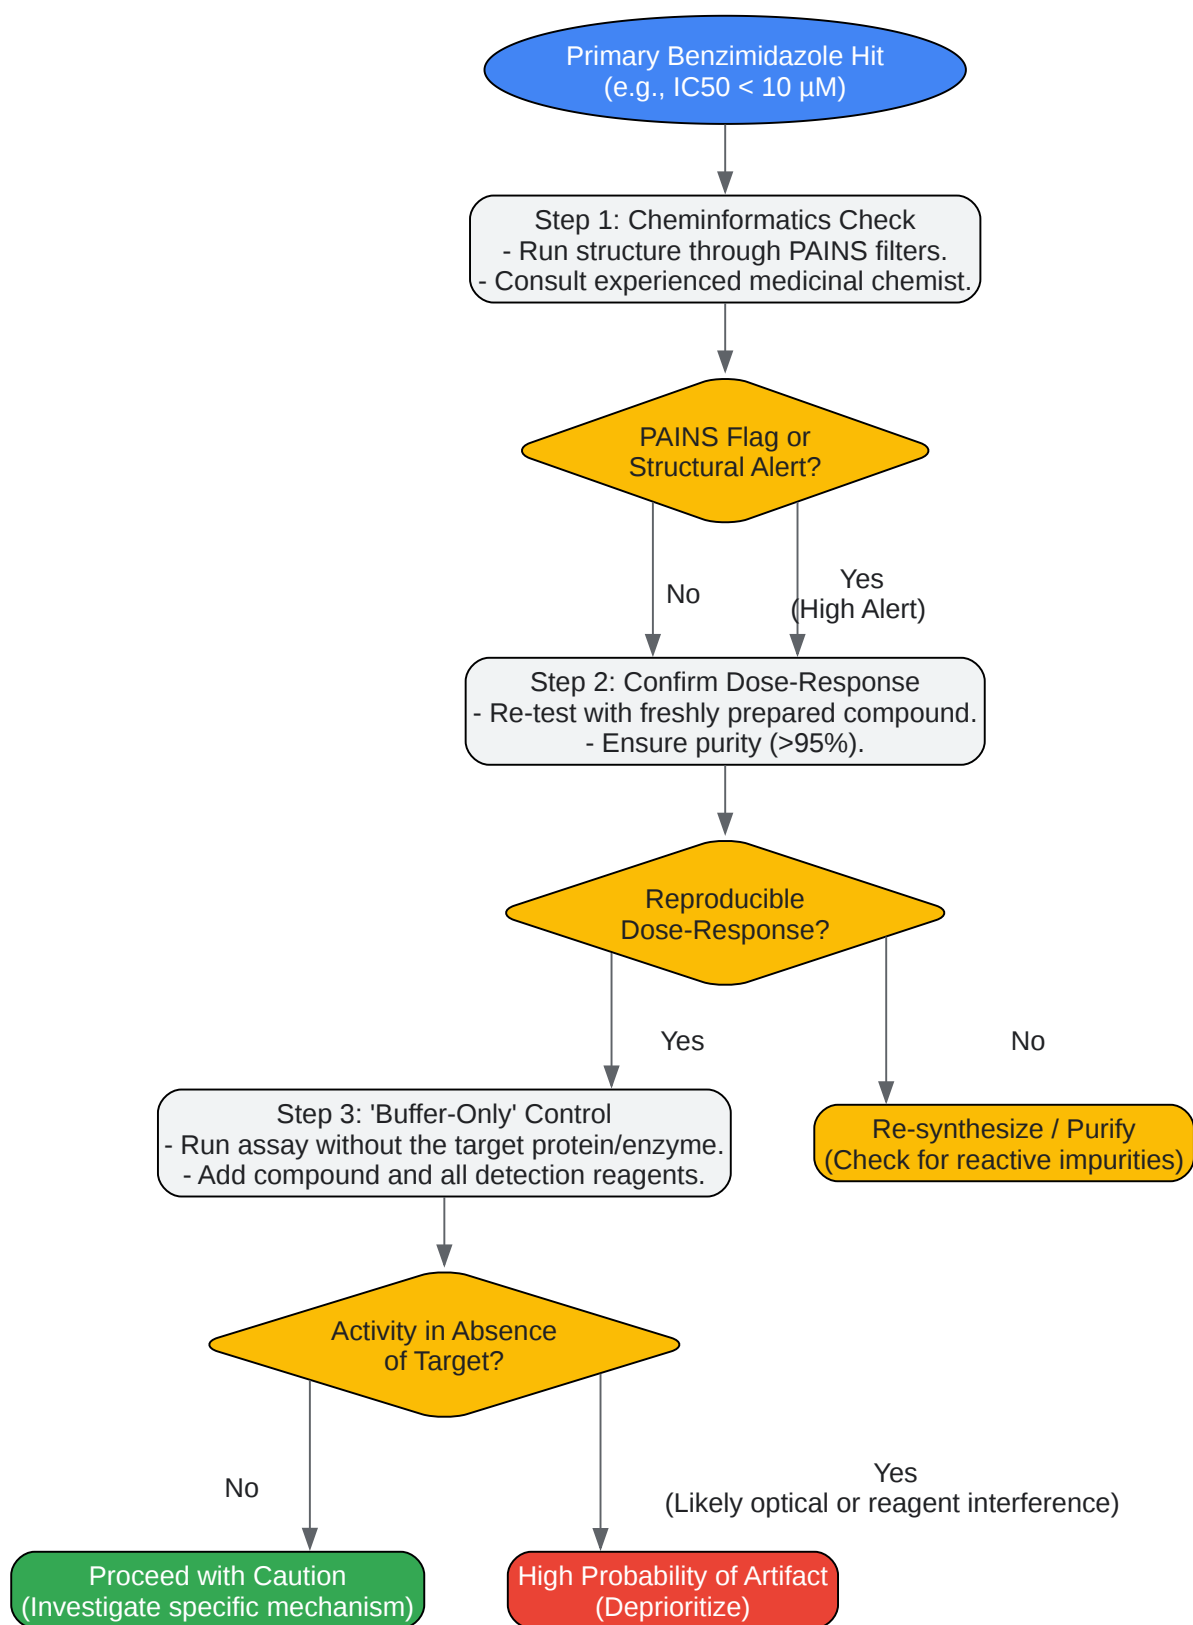 Primary Benzimidazole Hit
(e.g., IC50 < 10 µM)
Step 1: Cheminformatics Check
- Run structure through PAINS filters.
- Consult experienced medicinal chemist.
PAINS Flag or
Structural Alert?
No
Yes
(High Alert)
Step 2: Confirm Dose-Response
- Re-test with freshly prepared compound.
- Ensure purity (>95%).
Reproducible
Dose-Response?
Yes
No
Step 3: 'Buffer-Only' Control
- Run assay without the target protein/enzyme.
- Add compound and all detection reagents.
Re-synthesize / Purify
(Check for reactive impurities)
Activity in Absence
of Target?
No
Yes
(Likely optical or reagent interference)
Proceed with Caution
(Investigate specific mechanism)
High Probability of Artifact
(Deprioritize)